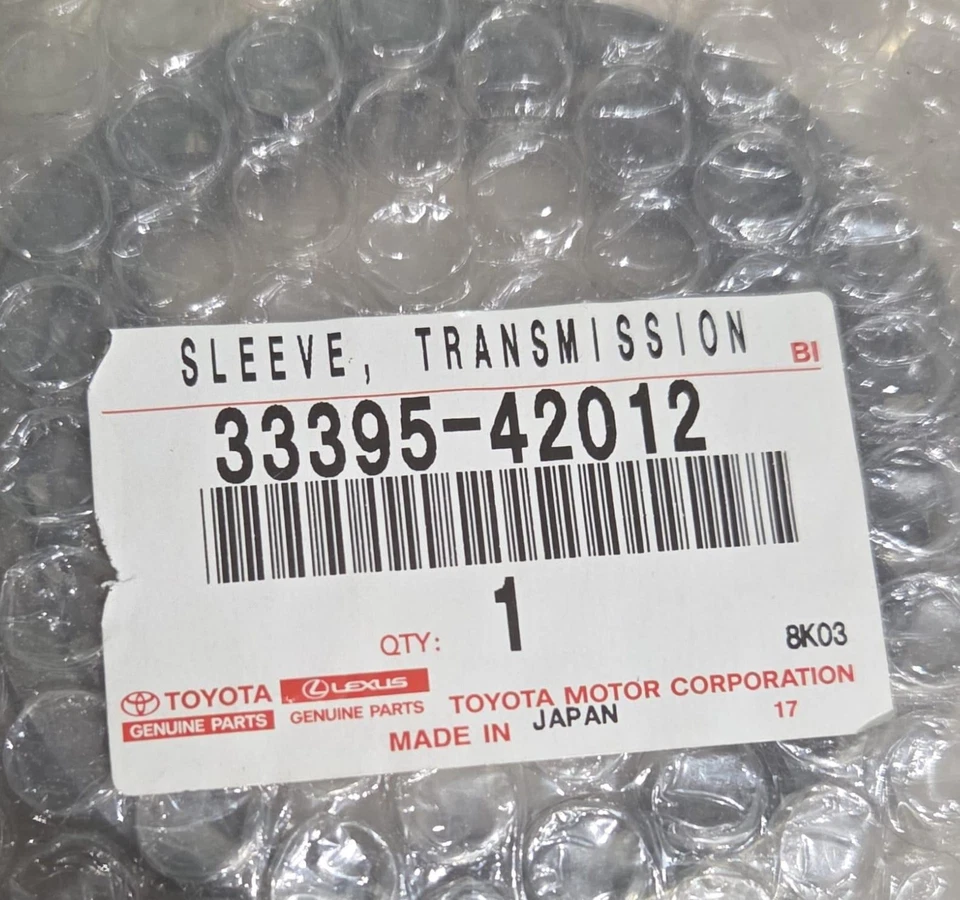 SLEEVE, TRANSMISSION
BI
33395-42012
QTY: 1
8K03
TOYOTA
GENUINE PARTS
LEXUS
GENUINE PARTS
TOYOTA MOTOR CORPORATION
MADE IN JAPAN
17